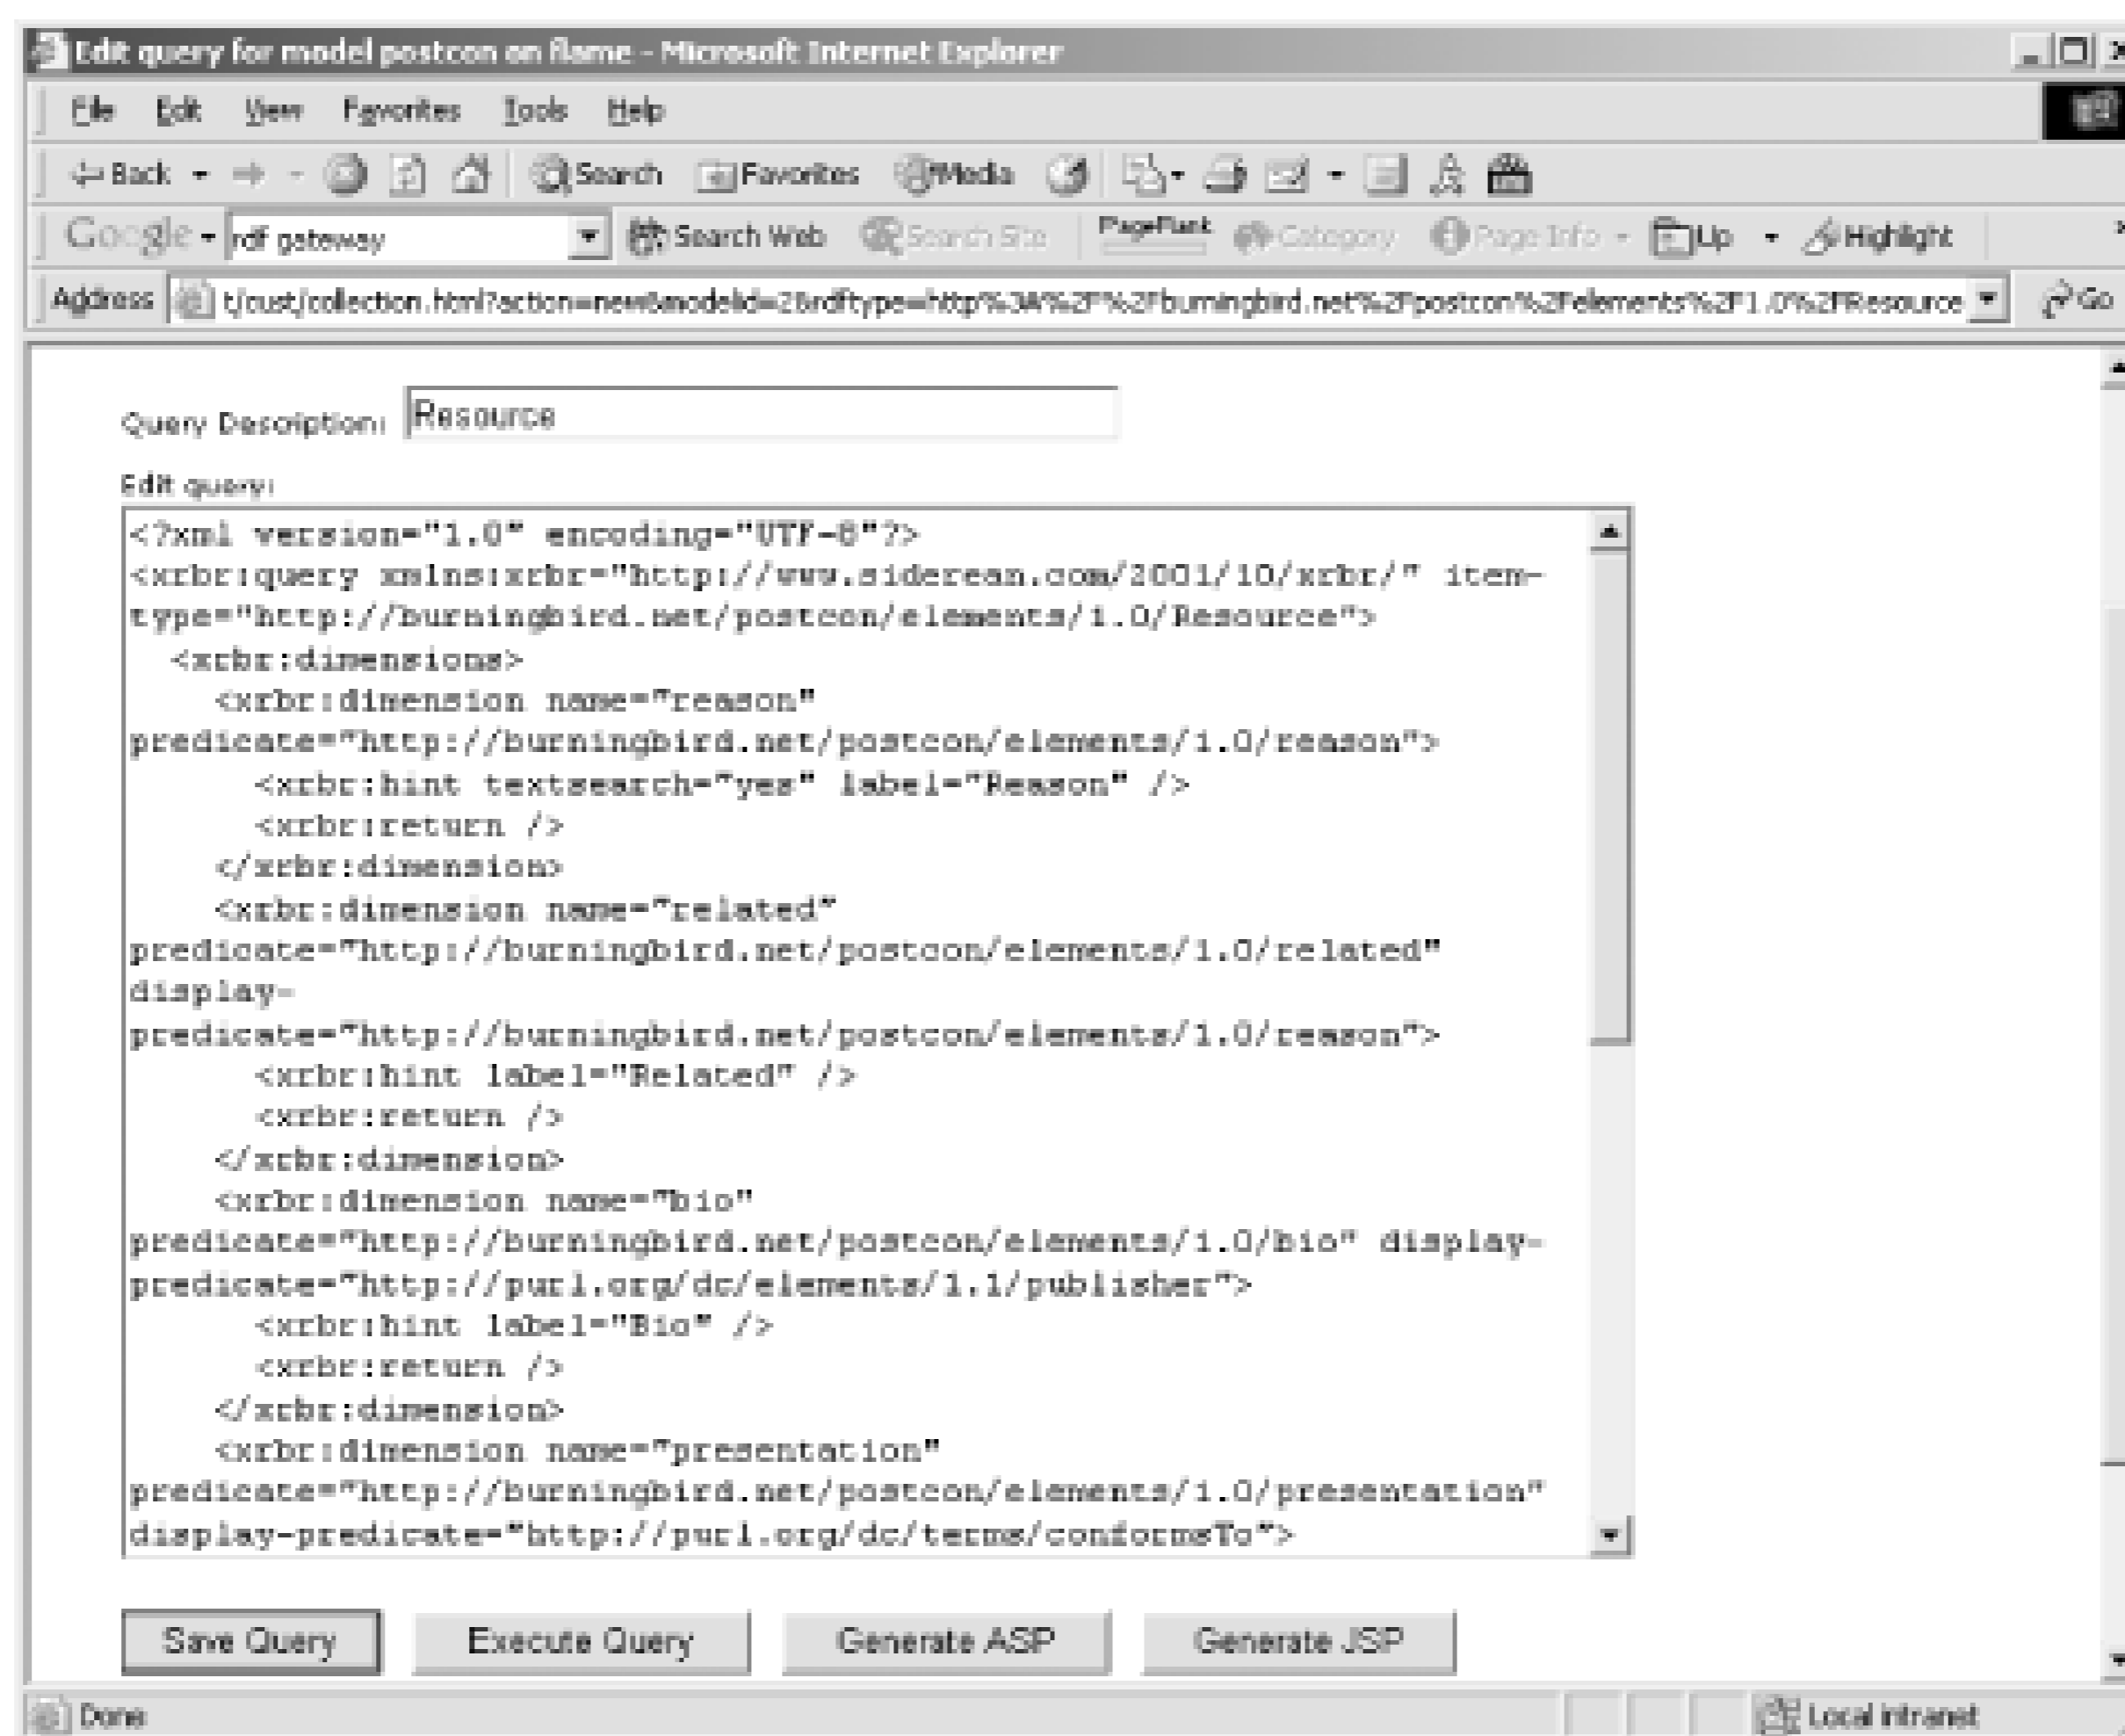 Edit query for model postcon on flame - Microsoft Internet Explorer
File Edit View Favorites Tools Help
Back Search Favorites Media
Google rdf gateway Search Web Search Site PageRank Category Page Info Up Highlight
Address t/cust/collection.html?action=new&modelid=2&rdftype=http%3A%2F%2Fburningbird.net%2Fpostcon%2Felements%2F1.0%2FResource Go
Query Description: Resource
Edit query:
<?xml version="1.0" encoding="UTF-8"?>
<xrbr:query xmlns:xrbr="http://www.siderean.com/2001/10/xrbr/" item-
type="http://burningbird.net/postcon/elements/1.0/Resource">
<xrbr:dimensions>
<xrbr:dimension name="reason"
predicate="http://burningbird.net/postcon/elements/1.0/reason">
<xrbr:hint textsearch="yes" label="Reason" />
<xrbr:return />
</xrbr:dimension>
<xrbr:dimension name="related"
predicate="http://burningbird.net/postcon/elements/1.0/related"
display-
predicate="http://burningbird.net/postcon/elements/1.0/reason">
<xrbr:hint label="Related" />
<xrbr:return />
</xrbr:dimension>
<xrbr:dimension name="bio"
predicate="http://burningbird.net/postcon/elements/1.0/bio" display-
predicate="http://purl.org/dc/elements/1.1/publisher">
<xrbr:hint label="Bio" />
<xrbr:return />
</xrbr:dimension>
<xrbr:dimension name="presentation"
predicate="http://burningbird.net/postcon/elements/1.0/presentation"
display-predicate="http://purl.org/dc/terms/conformsTo">
Save Query Execute Query Generate ASP Generate JSP
Done Local intranet